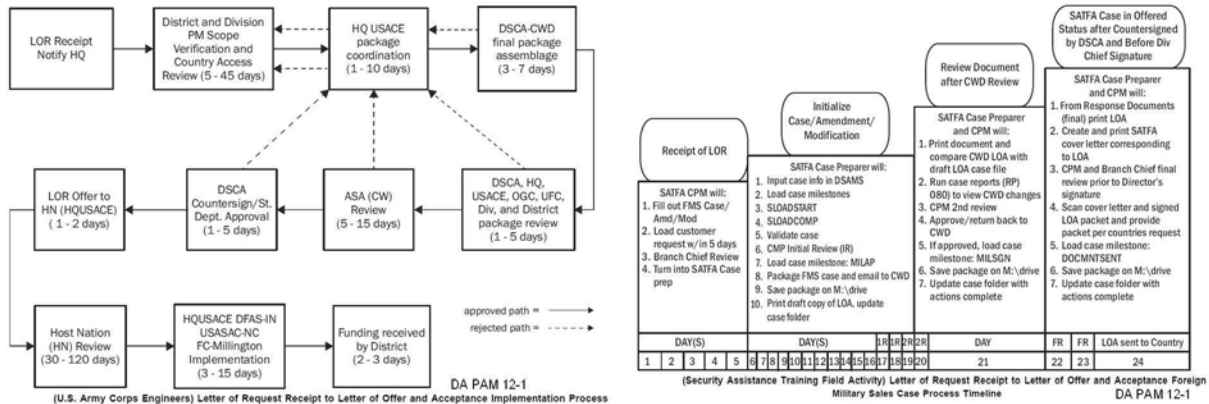 LOR Receipt
Notify HQ
District and Division
PM Scope
Verification and
Country Access
Review
(5 - 45 days)
HQ USACE
package
coordination
(1 - 10 days)
DSCA-CWD
final package
assemblage
(3 - 7 days)
LOR Offer to
HN (HQUSACE)
( 1 - 2 days)
DSCA
Countersign/St.
Dept. Approval
(1 - 5 days)
ASA (CW)
Review
(5 - 15 days)
DSCA, HQ,
USACE, OGC, UFC,
Div, and District
package review
(1 - 5 days)
Host Nation
(HN) Review
(30 - 120 days)
HQUSACE DFAS-IN
USASAC-NC
FC-Millington
Implementation
(3 - 15 days)
Funding received
by District
(2 - 3 days)
approved path =
rejected path =
DA PAM 12-1
(U.S. Army Corps Engineers) Letter of Request Receipt to Letter of Offer and Acceptance Implementation Process
Receipt of LOR
SATFA CPM will:
1. Fill out FMS Case/
Amd/Mod
2. Load customer
request w/in 5 days
3. Branch Chief Review
4. Turn into SATFA Case
prep
Initialize
Case/Amendment/
Modification
SATFA Case Preparer will:
1. Input case info in DSAMS
2. Load case milestones
3. SLOADSTART
4. SLOADCOMP
5. Validate case
6. CMP Initial Review (IR)
7. Load case milestone: MILAP
8. Package FMS case and email to CWD
9. Save package on M:\drive
10. Print draft copy of LOA, update
case folder
Review Document
after CWD Review
SATFA Case Preparer
and CPM will:
1. Print document and
compare CWD LOA with
draft LOA case file
2. Run case reports (RP)
080) to view CWD changes
3. CPM 2nd review
4. Approve/return back to
CWD
5. If approved, load case
milestone: MILSGN
6. Save package on M:\drive
7. Update case folder with
actions complete
SATFA Case in Offered
Status after Countersigned
by DSCA and Before Div
Chief Signature
SATFA Case Preparer
and CPM will:
1. From Response Documents
(final) print LOA
2. Create and print SATFA
cover letter corresponding
to LOA
3. CPM and Branch Chief final
review prior to Director's
signature
4. Scan cover letter and signed
LOA packet and provide
packet per countries request
5. Load case milestone:
DOCMNTSENT
6. Save package on M:\drive
7. Update case folder with
actions complete
DAY(S) DAY(S) 1R 1R 2R 2R DAY FR FR LOA sent to Country
1 2 3 4 5 6 7 8 9 10 11 12 13 14 15 16 17 18 19 20 21 22 23 24
(Security Assistance Training Field Activity) Letter of Request Receipt to Letter of Offer and Acceptance Foreign
Military Sales Case Process Timeline
DA PAM 12-1